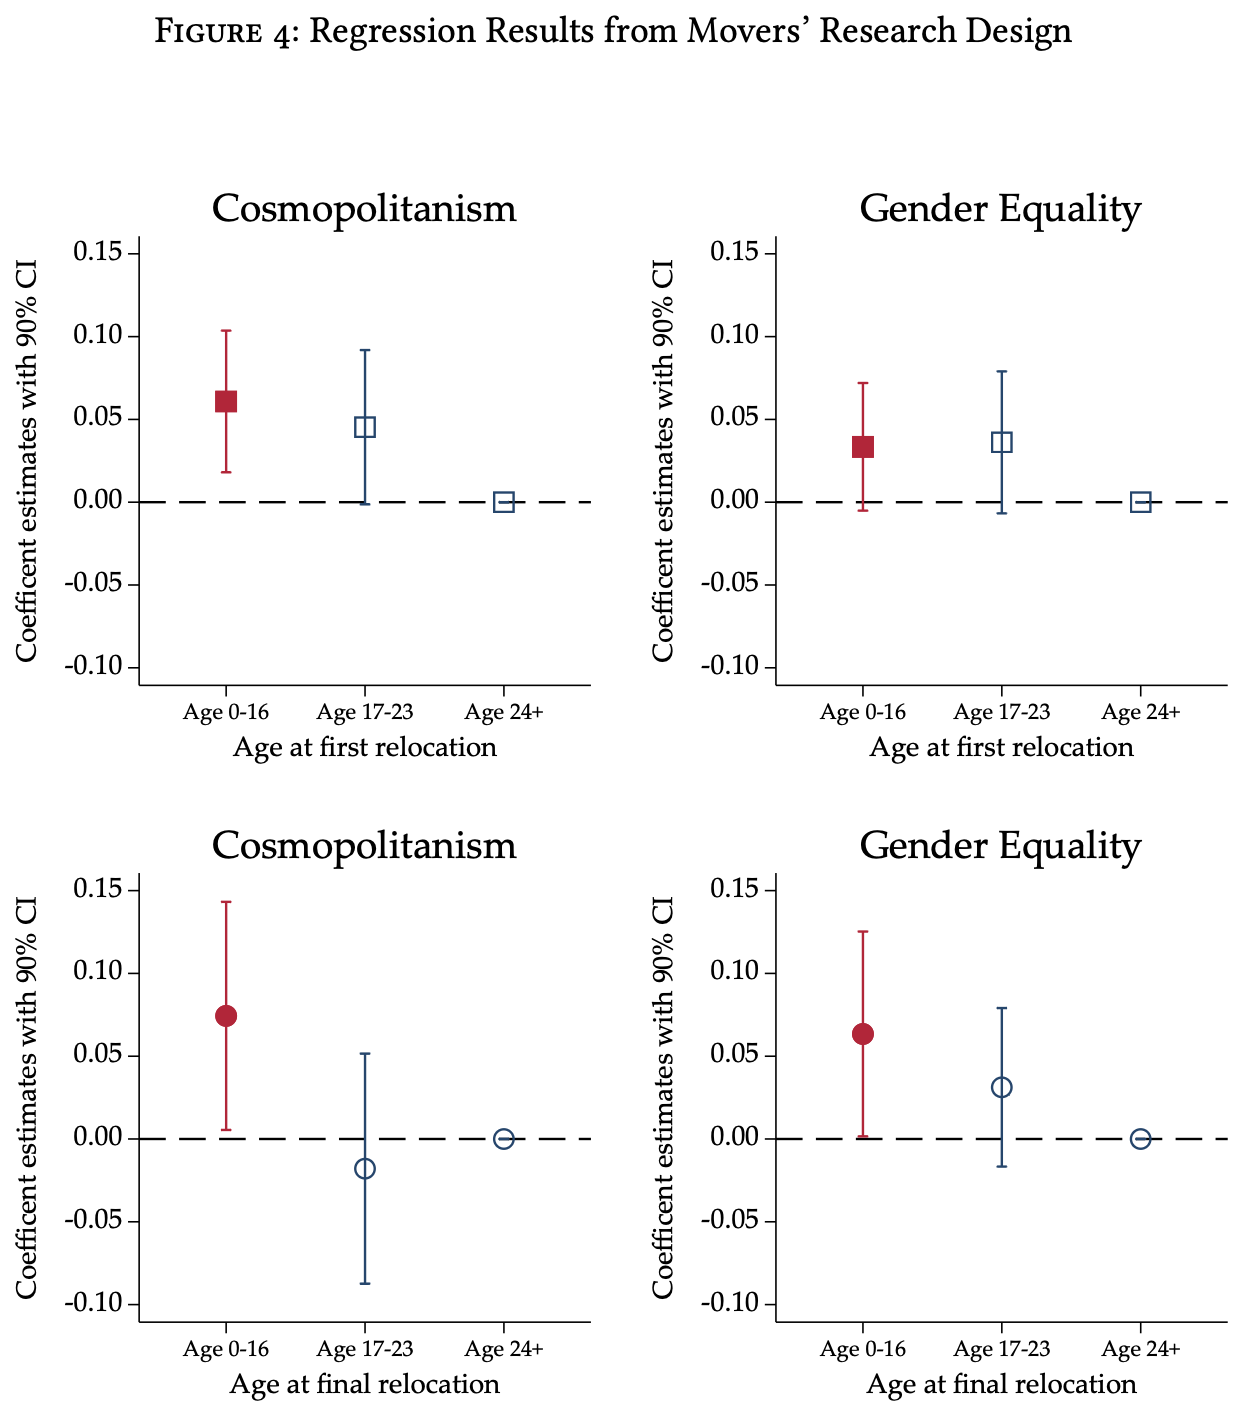 FIGURE 4: Regression Results from Movers’ Research Design
Cosmopolitanism
Coefficent estimates with 90% CI
0.15
0.10
0.05
0.00
-0.05
-0.10
Age 0-16 Age 17-23 Age 24+
Age at first relocation
Gender Equality
Coefficent estimates with 90% CI
0.15
0.10
0.05
0.00
-0.05
-0.10
Age 0-16 Age 17-23 Age 24+
Age at first relocation
Cosmopolitanism
Coefficent estimates with 90% CI
0.15
0.10
0.05
0.00
-0.05
-0.10
Age 0-16 Age 17-23 Age 24+
Age at final relocation
Gender Equality
Coefficent estimates with 90% CI
0.15
0.10
0.05
0.00
-0.05
-0.10
Age 0-16 Age 17-23 Age 24+
Age at final relocation